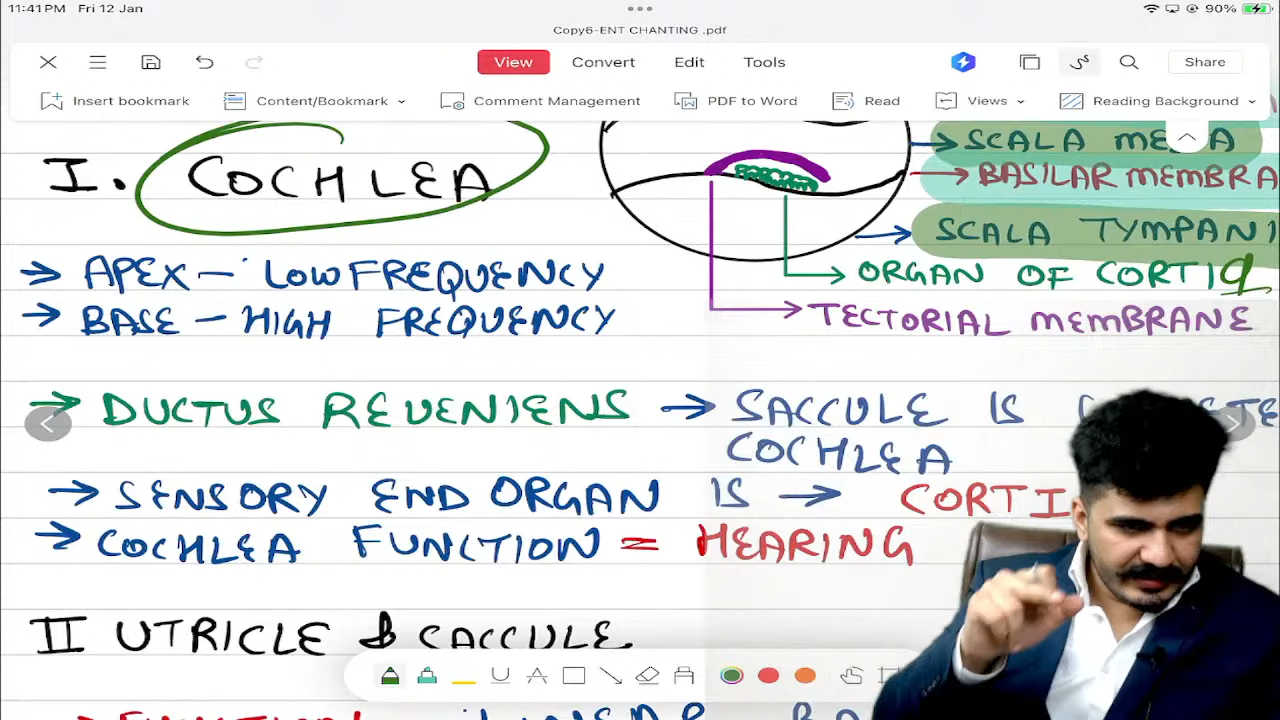 11:41PM Fri 12 Jan
90%
Copy6-ENT CHANTING .pdf
View Convert Edit Tools Share
Insert bookmark Content/Bookmark Comment Management PDF to Word Read Views Reading Background
I. COCHLEA
→ SCALA
→ BASILAR MEMBRA
→ SCALA TYMPANI
→ ORGAN OF CORTI
→ TECTORIAL MEMBRANE
→ APEX - LOW FREQUENCY
→ BASE - HIGH FREQUENCY
→ DUCTUS REUENIENS → SACCULE IS
COCHLEA
→ SENSORY END ORGAN IS → CORTI
→ COCHLEA FUNCTION = HEARING
II UTRICLE & SACCULE